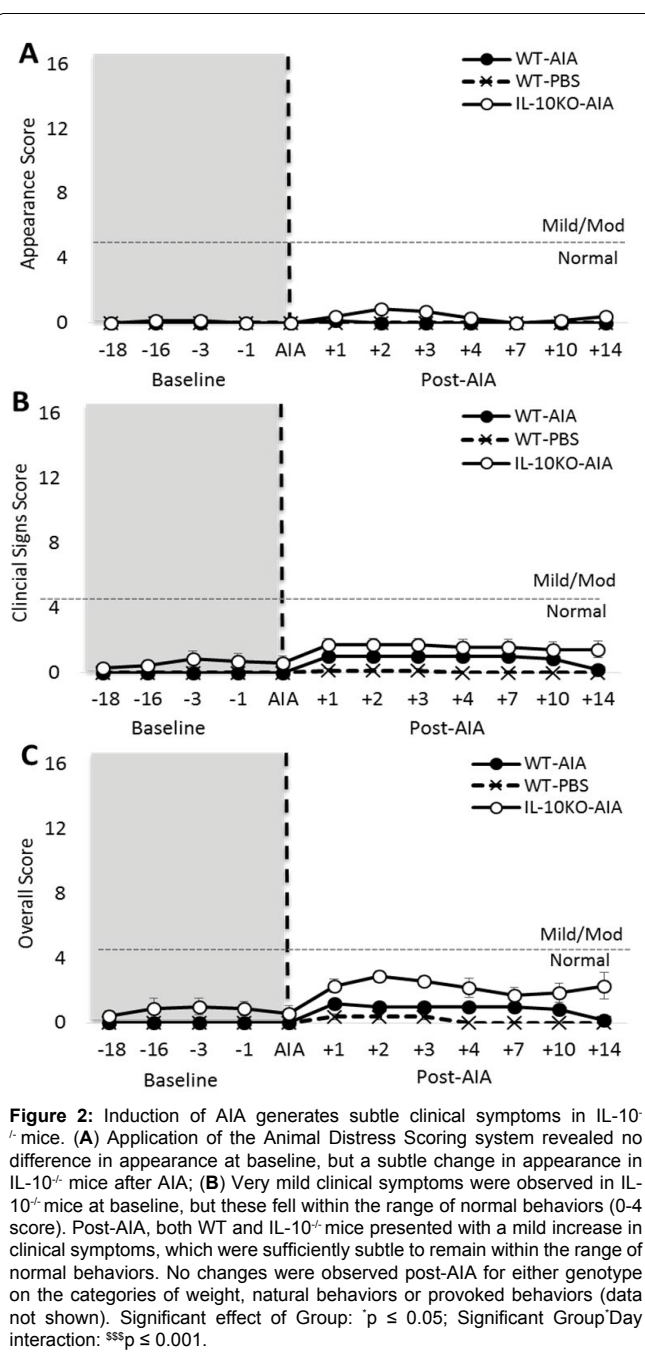 A
16
12
8
4
0
Appearance Score
WT-AIA
WT-PBS
IL-10KO-AIA
Mild/Mod
Normal
-18 -16 -3 -1 AIA +1 +2 +3 +4 +7 +10 +14
Baseline Post-AIA
B
16
12
8
4
0
Clincial Signs Score
WT-AIA
WT-PBS
IL-10KO-AIA
Mild/Mod
Normal
-18 -16 -3 -1 AIA +1 +2 +3 +4 +7 +10 +14
Baseline Post-AIA
C
16
12
8
4
0
Overall Score
WT-AIA
WT-PBS
IL-10KO-AIA
Mild/Mod
Normal
-18 -16 -3 -1 AIA +1 +2 +3 +4 +7 +10 +14
Baseline Post-AIA
Figure 2: Induction of AIA generates subtle clinical symptoms in IL-10-
/- mice. (A) Application of the Animal Distress Scoring system revealed no
difference in appearance at baseline, but a subtle change in appearance in
IL-10-/- mice after AIA; (B) Very mild clinical symptoms were observed in IL-
10-/- mice at baseline, but these fell within the range of normal behaviors (0-4
score). Post-AIA, both WT and IL-10-/- mice presented with a mild increase in
clinical symptoms, which were sufficiently subtle to remain within the range of
normal behaviors. No changes were observed post-AIA for either genotype
on the categories of weight, natural behaviors or provoked behaviors (data
not shown). Significant effect of Group: *p ≤ 0.05; Significant Group*Day
interaction: $$$p ≤ 0.001.